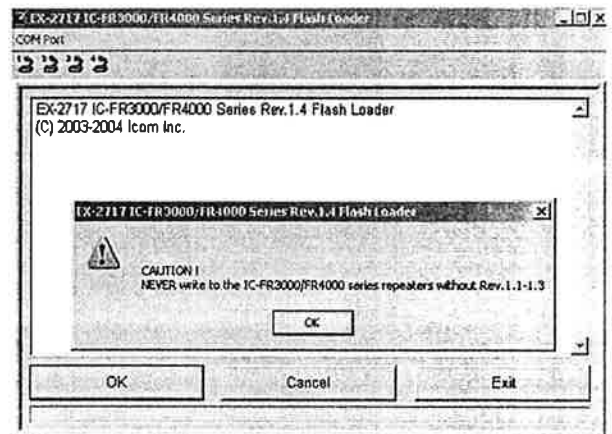 EX-2717 IC-FR3000/FR4000 Series Rev.1.4 Flash Loader
COM Port
EX-2717 IC-FR3000/FR4000 Series Rev.1.4 Flash Loader
(C) 2003-2004 Icom Inc.
EX-2717 IC-FR3000/FR4000 Series Rev.1.4 Flash Loader
CAUTION !
NEVER write to the IC-FR3000/FR4000 series repeaters without Rev.1.1-1.3
OK
OK Cancel Exit